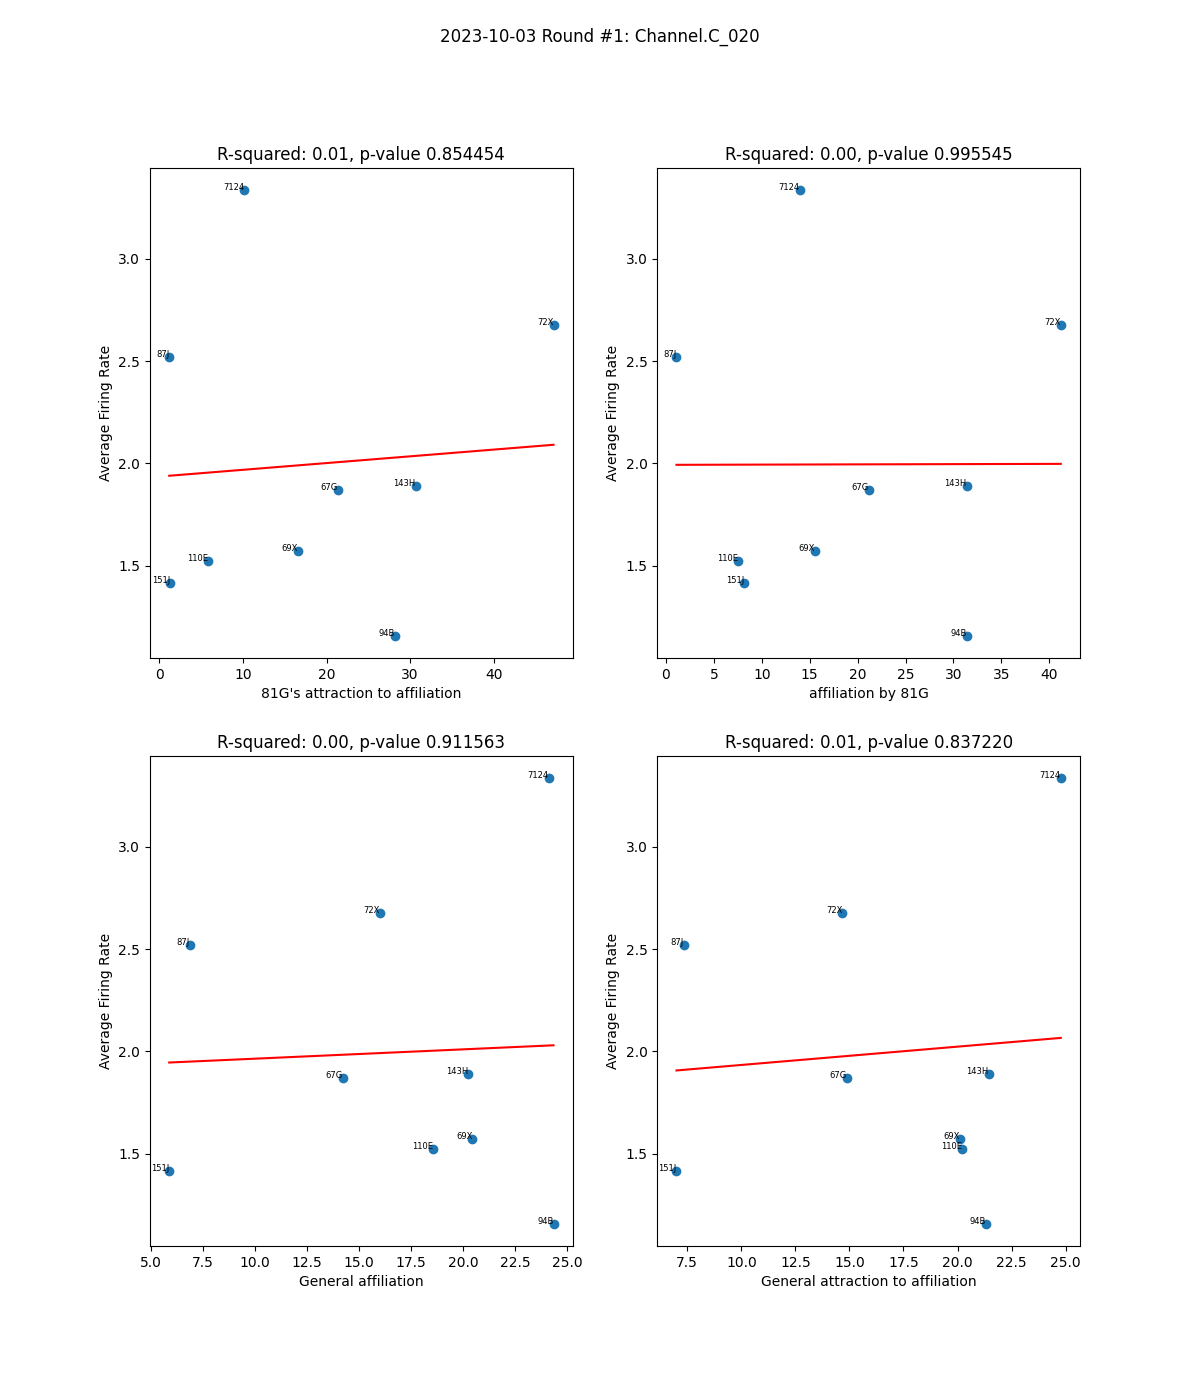 2023-10-03 Round #1: Channel.C_020
R-squared: 0.01, p-value 0.854454
R-squared: 0.00, p-value 0.995545
7124
7124
3.0
3.0
72X
72X
87J
87J
2.5
2.5
Average Firing Rate
Average Firing Rate
2.0
2.0
67G
143H
67G
143H
110E
69X
110E
69X
1.5
1.5
151J
151J
94B
94B
0 10 20 30 40
0 5 10 15 20 25 30 35 40
81G's attraction to affiliation
affiliation by 81G
R-squared: 0.00, p-value 0.911563
R-squared: 0.01, p-value 0.837220
7124
7124
3.0
3.0
72X
72X
87J
87J
2.5
2.5
Average Firing Rate
Average Firing Rate
2.0
2.0
67G
143H
67G
143H
110E
69X
69X
110E
1.5
1.5
151J
151J
94B
94B
5.0 7.5 10.0 12.5 15.0 17.5 20.0 22.5 25.0
7.5 10.0 12.5 15.0 17.5 20.0 22.5 25.0
General affiliation
General attraction to affiliation